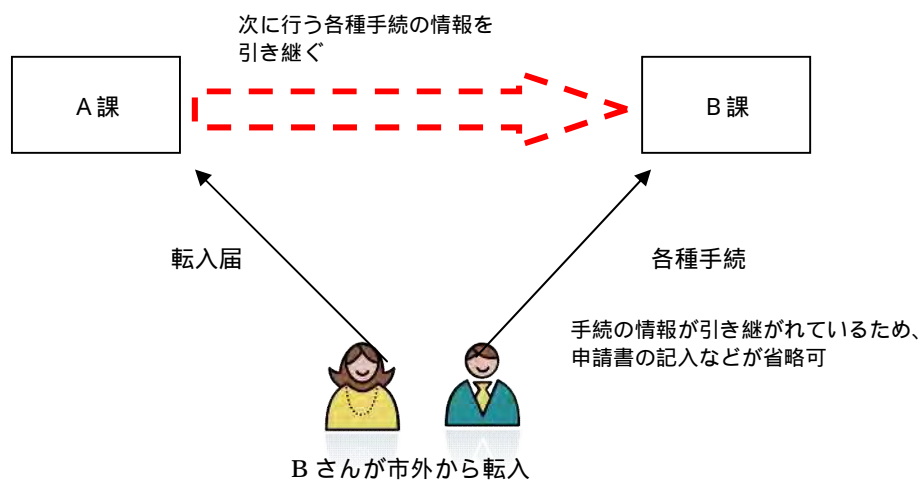 次に行う各種手続の情報を
引き継ぐ
A課
B課
転入届
各種手続
手続の情報が引き継がれているため、
申請書の記入などが省略可
Bさんが市外から転入